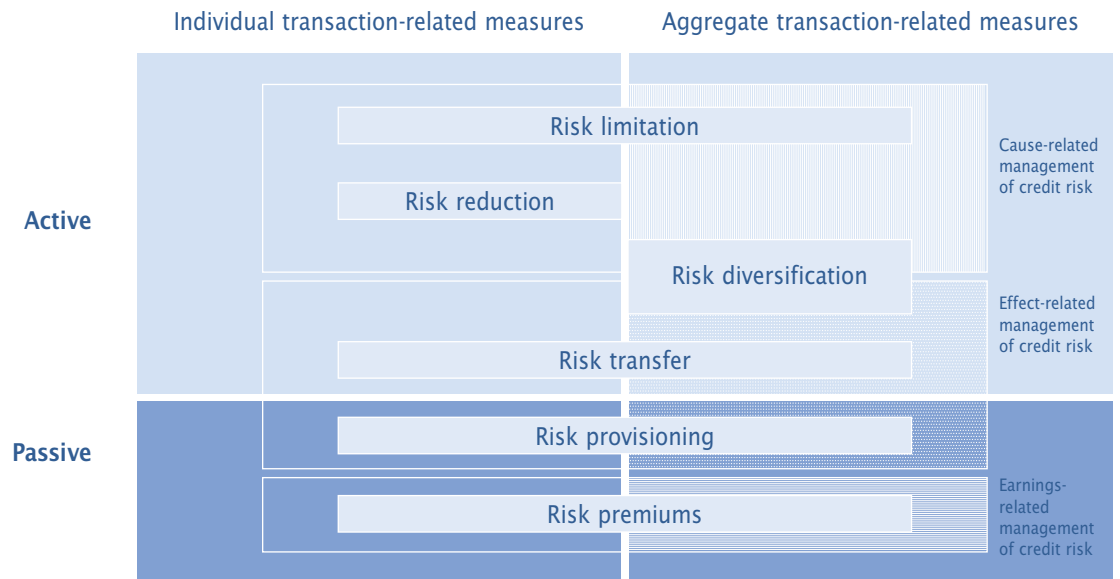 Individual transaction-related measures
Aggregate transaction-related measures
Risk limitation
Cause-related
management
of credit risk
Risk reduction
Active
Risk diversification
Effect-related
management
of credit risk
Risk transfer
Risk provisioning
Passive
Earnings-
related
management
of credit risk
Risk premiums